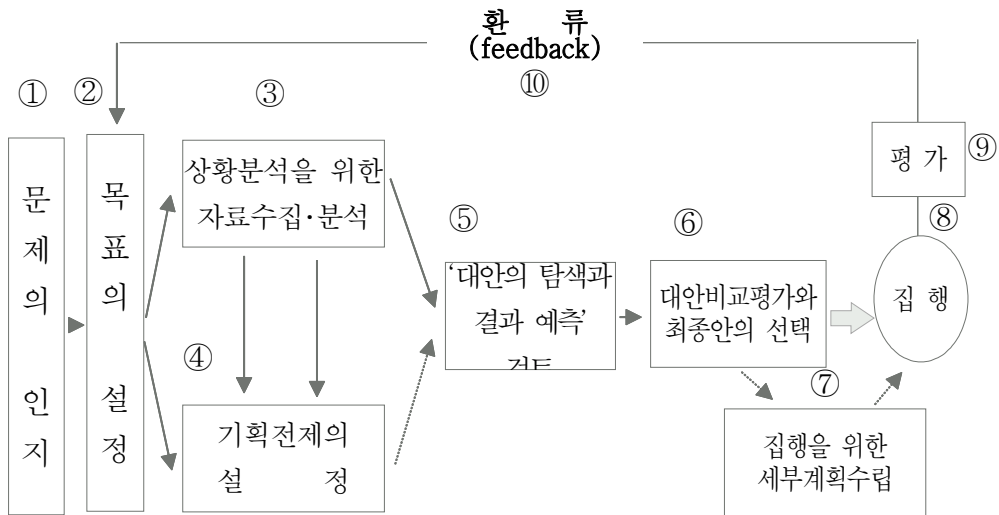 환 류
(feedback)
⑩
① ② ③
문제의 인지
목표의 설정
상황분석을 위한
자료수집·분석
④
기획전제의
설 정
⑤
‘대안의 탐색과
결과 예측’
검토
⑥
대안비교평가와
최종안의 선택
⑦
집행을 위한
세부계획수립
⑧
집 행
평 가
⑨